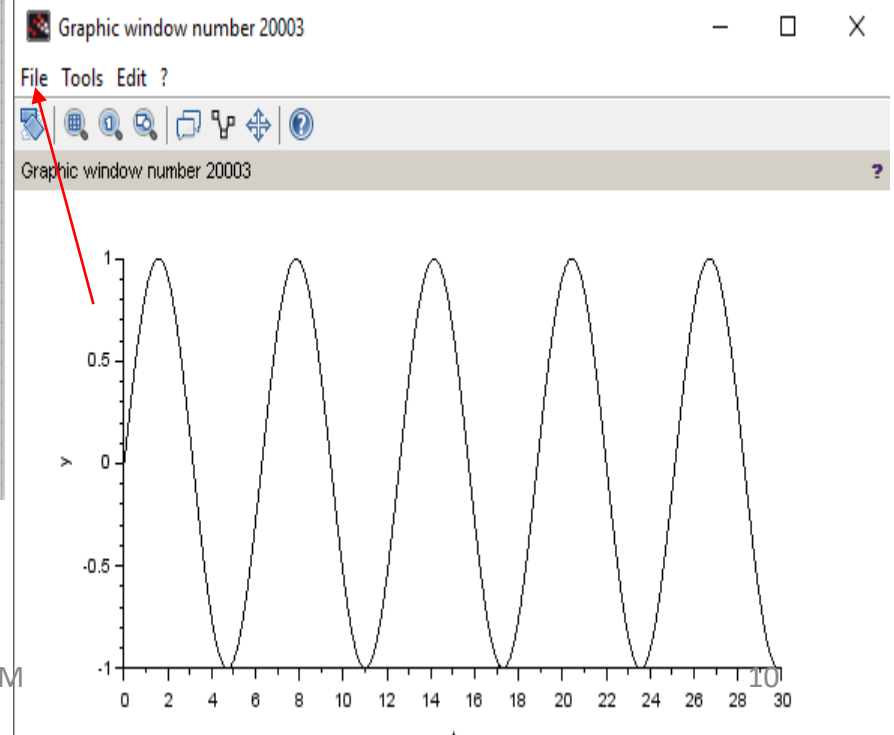 Graphic window number 20003
File Tools Edit ?
Graphic window number 20003 ?
1
0.5
y
0
-0.5
-1
M
10
0 2 4 6 8 10 12 14 16 18 20 22 24 26 28 30